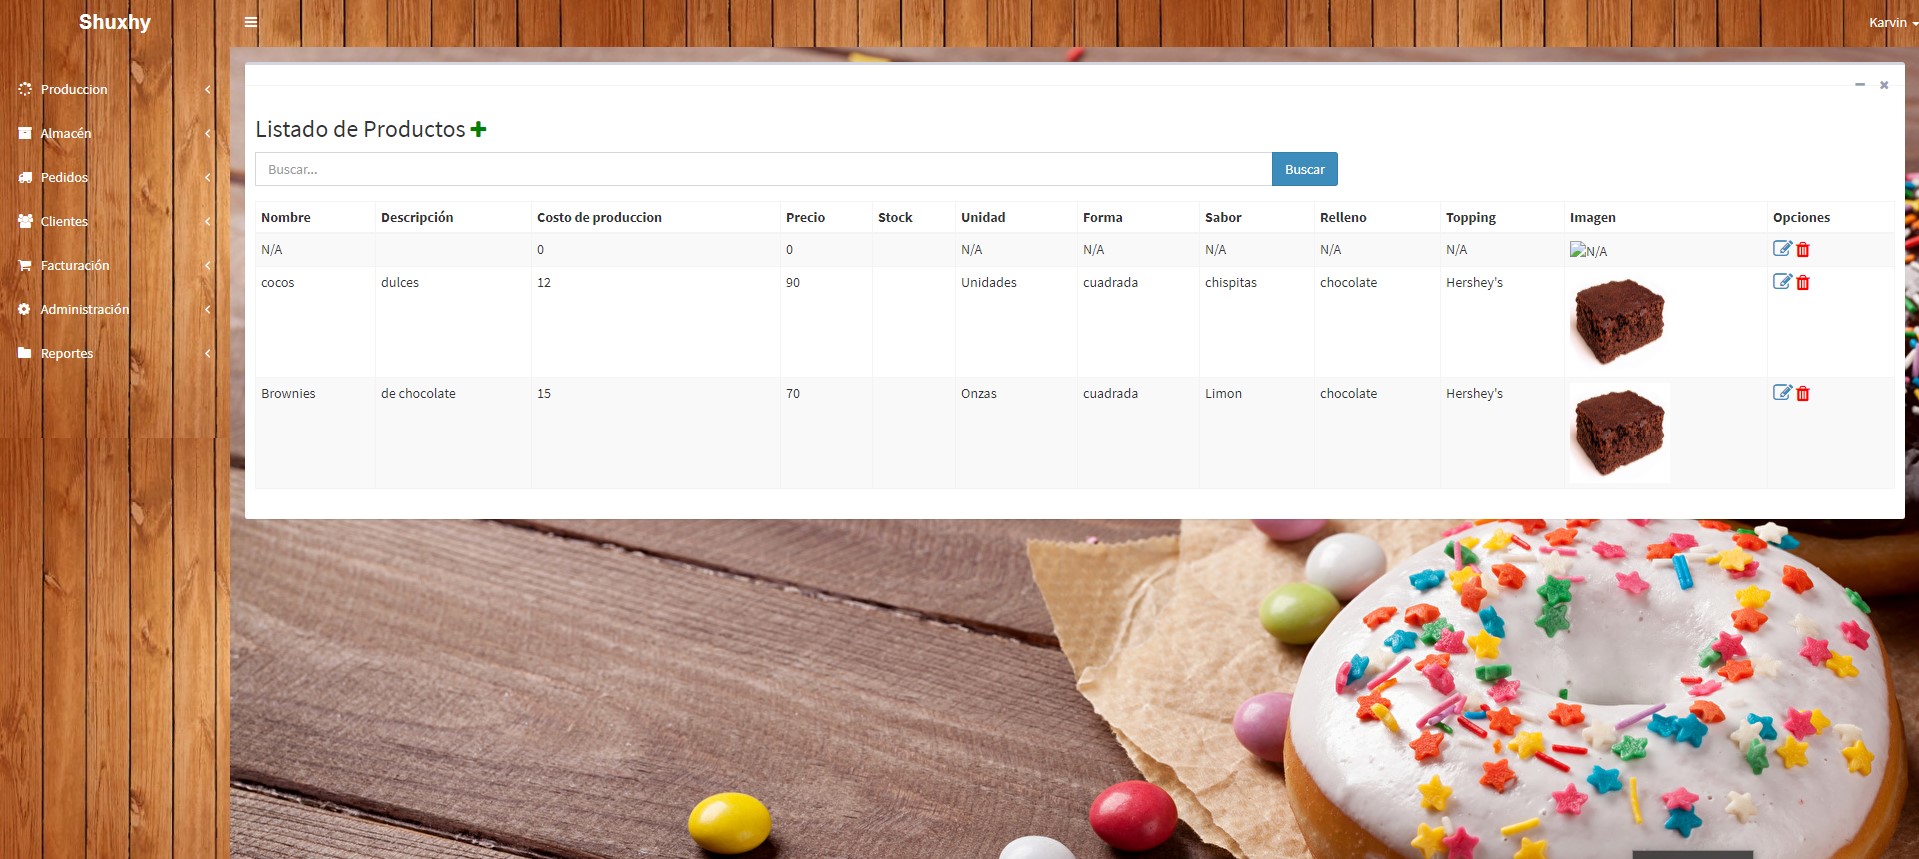 Shuxhy
Karvin
Produccion
Almacén
Pedidos
Clientes
Facturación
Administración
Reportes
Listado de Productos
Buscar... Buscar
Nombre Descripción Costo de produccion Precio Stock Unidad Forma Sabor Relleno Topping Imagen Opciones
N/A 0 0 N/A N/A N/A N/A N/A N/A
cocos dulces 12 90 Unidades cuadrada chispitas chocolate Hershey's
Brownies de chocolate 15 70 Onzas cuadrada Limon chocolate Hershey's